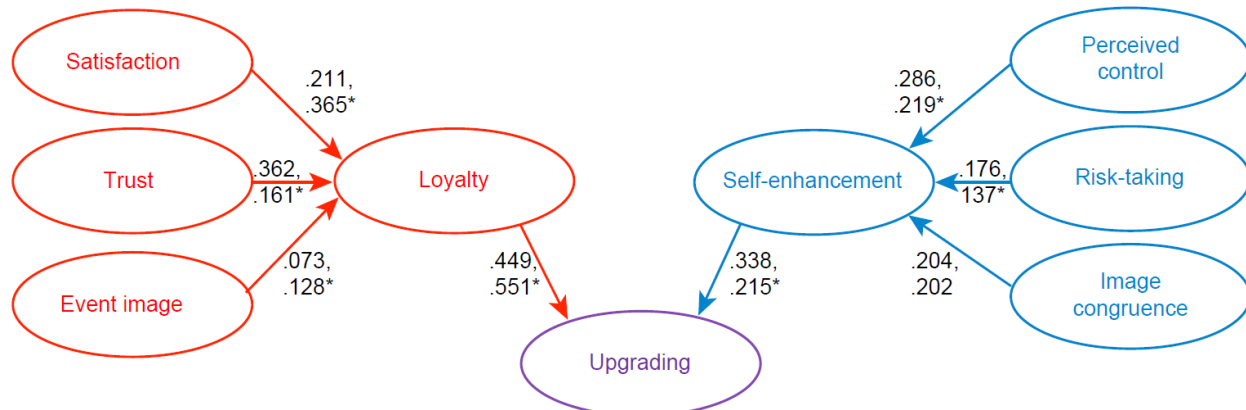 Satisfaction
.211,
.365*
Trust
.362,
.161*
Loyalty
Event image
.073,
.128*
.449,
.551*
Perceived
control
.286,
.219*
Self-enhancement
.176,
137*
Risk-taking
.338,
.215*
.204,
.202
Image
congruence
Upgrading